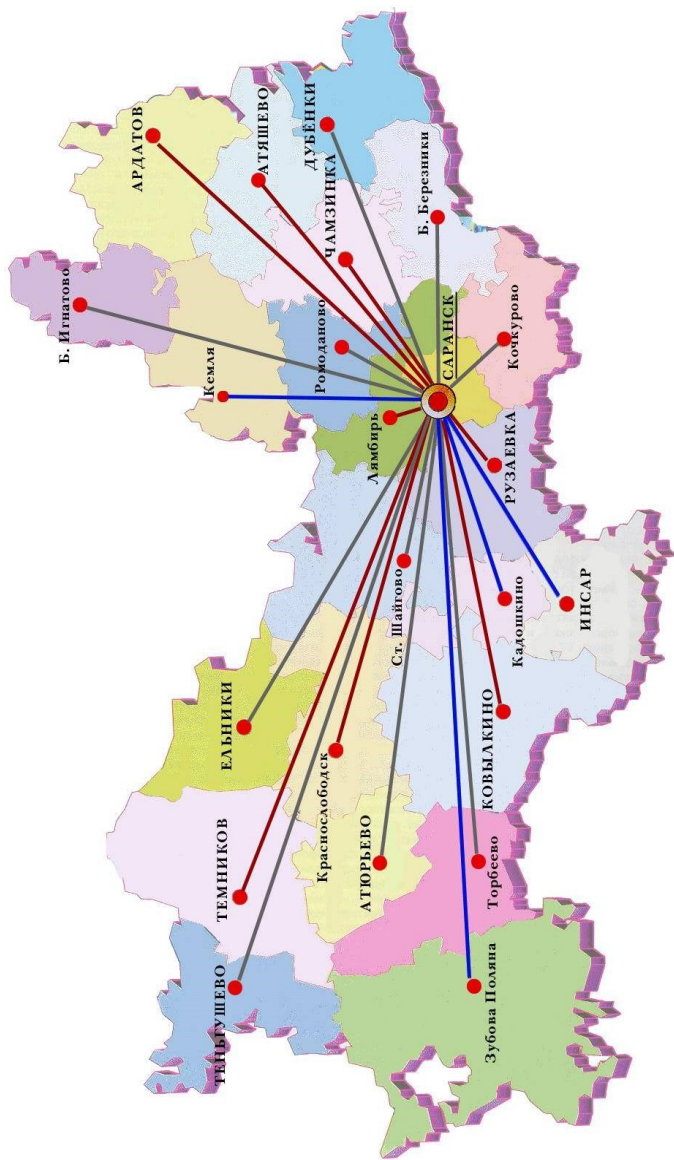 ТЕНЬГУШЕВО
ТЕМНИКОВ
ЕЛЬНИКИ
Краснослободск
АТЮРЬЕВО
Зубова Поляна
Торбеево
КОВЫЛКИНО
Ст. Шайгово
Кадошкино
ИНСАР
РУЗАЕВКА
Лямбирь
САРАНСК
Ромоданово
Кемля
Б. Игнатово
АРДАТОВ
АТЯШЕВО
ЧАМЗИНКА
ДУБЁНКИ
Б. Березники
Кочкурово